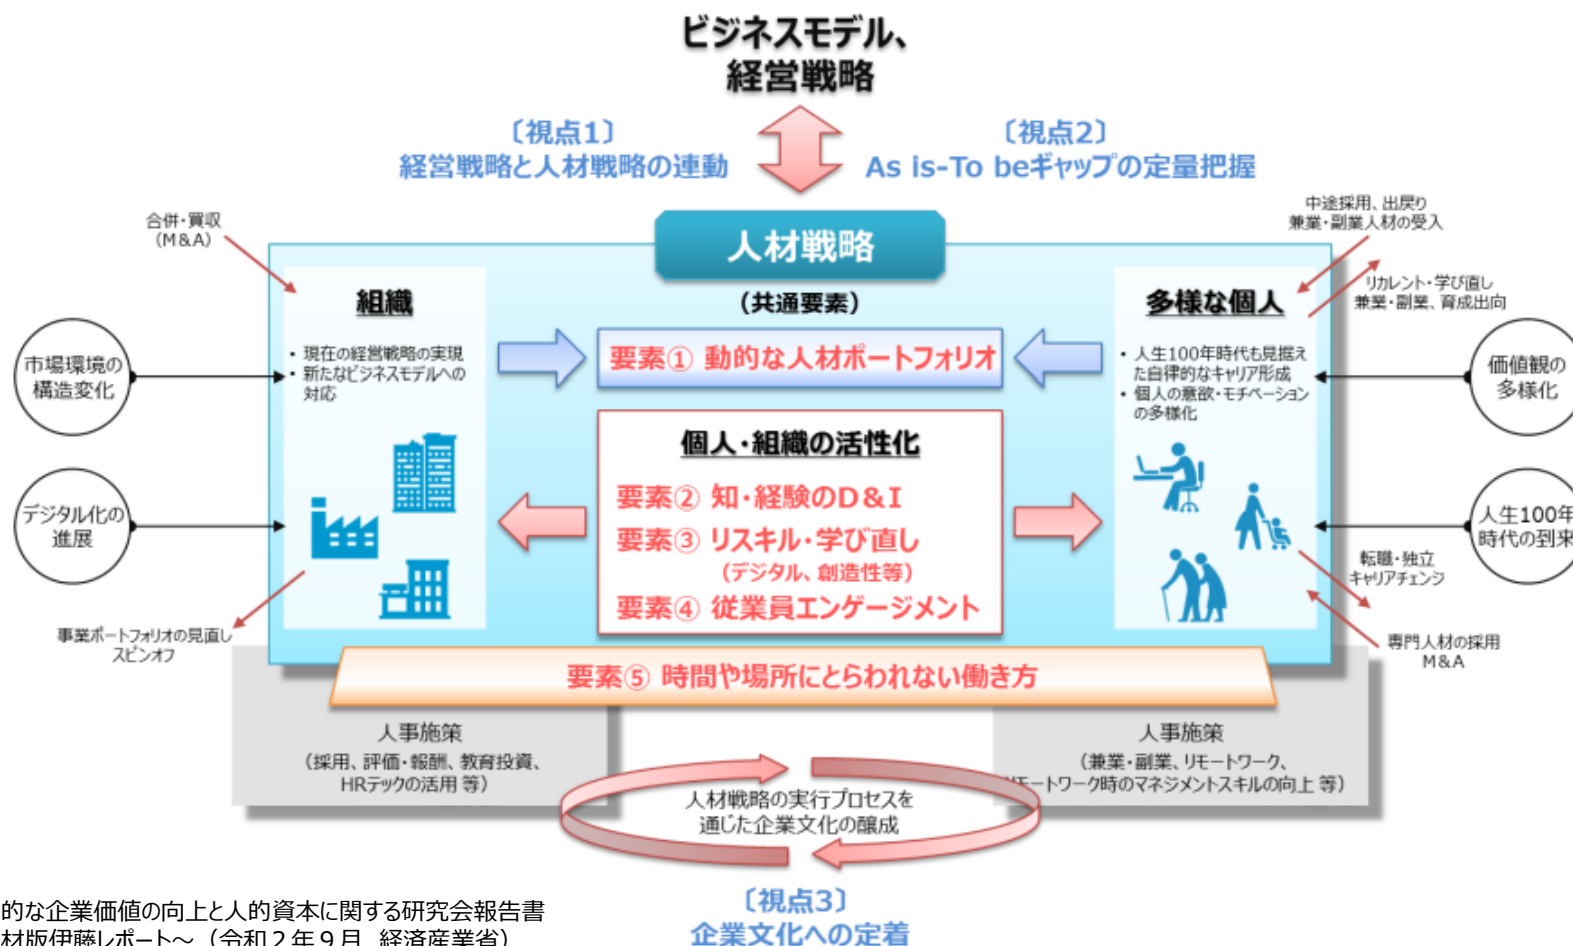 ビジネスモデル、
経営戦略
〔視点1〕
経営戦略と人材戦略の連動
〔視点2〕
As is-To beギャップの定量把握
合併・買収
(M&A)
中途採用、出戻り
兼業・副業人材の受入
リカレント・学び直し
兼業・副業、育成出向
人材戦略
(共通要素)
組織
• 現在の経営戦略の実現
• 新たなビジネスモデルへの
対応
要素① 動的な人材ポートフォリオ
多様な個人
• 人生100年時代も見据え
た自律的なキャリア形成
• 個人の意欲・モチベーション
の多様化
市場環境の
構造変化
デジタル化の
進展
価値観の
多様化
人生100年
時代の到来
個人・組織の活性化
要素② 知・経験のD&I
要素③ リスキル・学び直し
(デジタル、創造性等)
要素④ 従業員エンゲージメント
転職・独立
キャリアチェンジ
専門人材の採用
M&A
事業ポートフォリオの見直し
スピンオフ
要素⑤ 時間や場所にとらわれない働き方
人事施策
(採用、評価・報酬、教育投資、
HRテックの活用 等)
人事施策
(兼業・副業、リモートワーク、
モートワーク時のマネジメントスキルの向上 等)
人材戦略の実行プロセスを
通じた企業文化の醸成
〔視点3〕
企業文化への定着
的な企業価値の向上と人的資本に関する研究会報告書
材版伊藤レポート～（令和２年９月 経済産業省）